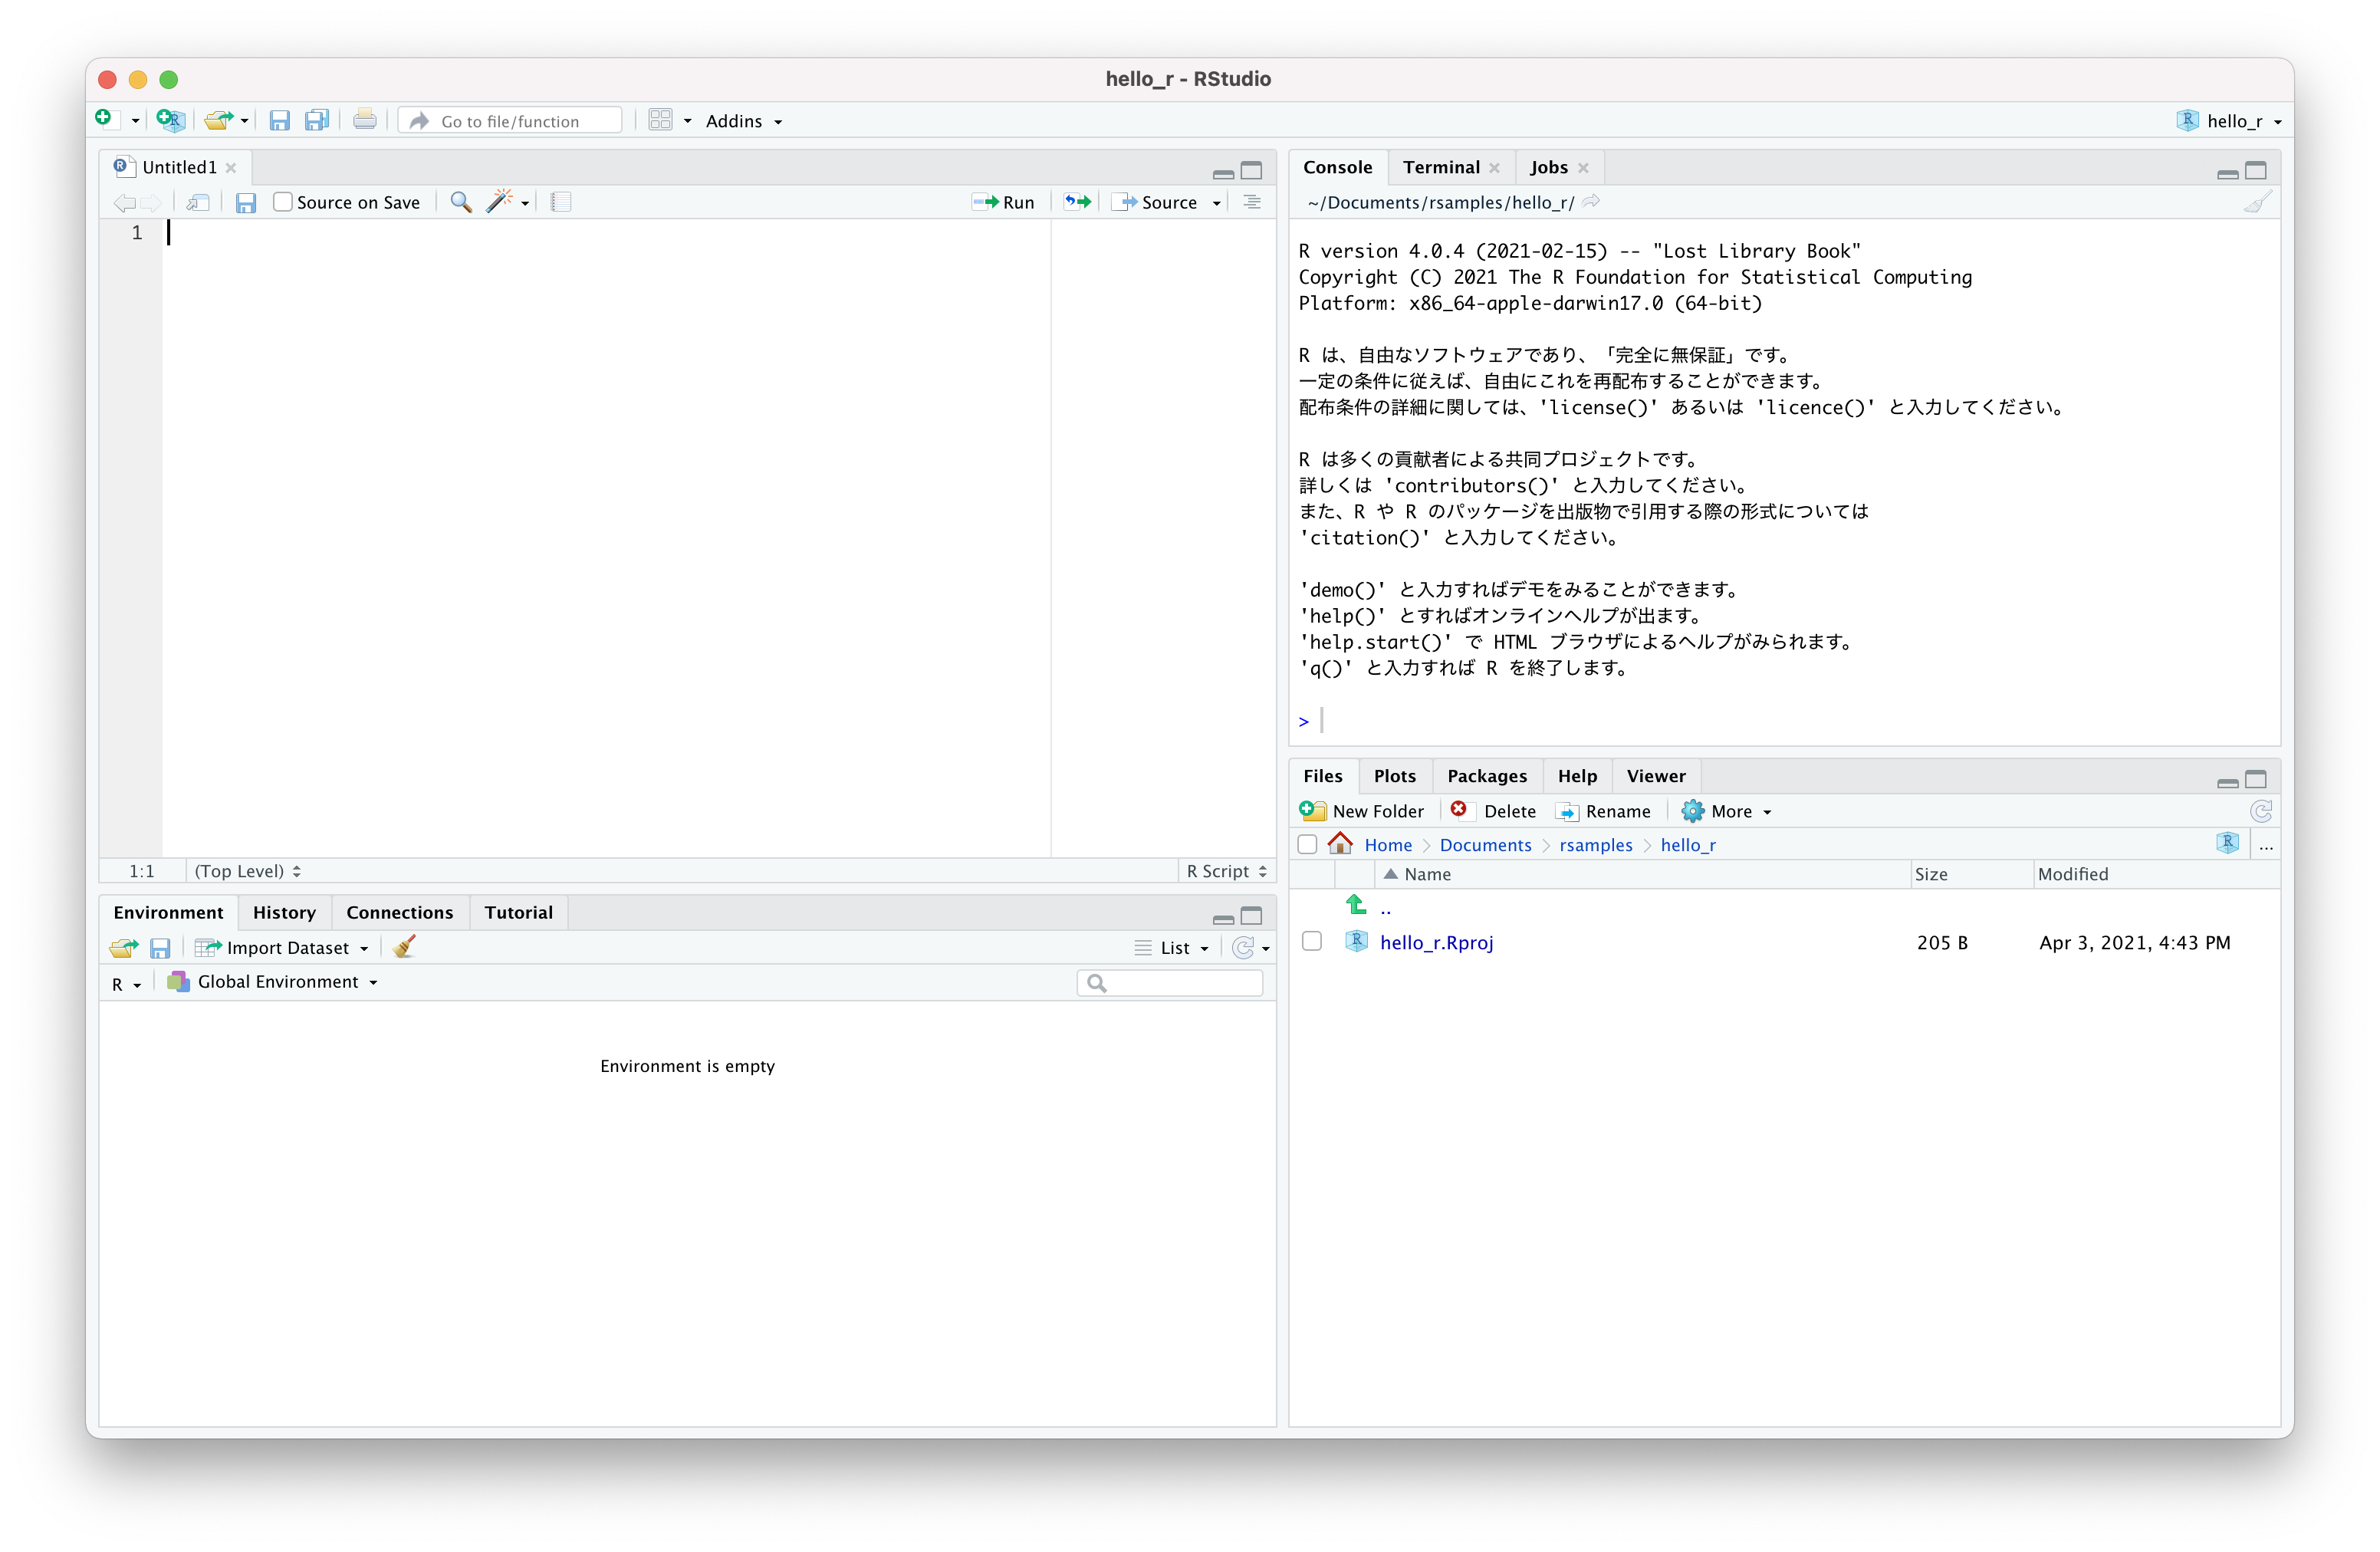 hello_r - RStudio
Go to file/function
Addins
hello_r
Untitled1
Source on Save
Run
Source
1
1:1
(Top Level)
R Script
Console
Terminal
Jobs
~/Documents/rsamples/hello_r/
R version 4.0.4 (2021-02-15) -- "Lost Library Book"
Copyright (C) 2021 The R Foundation for Statistical Computing
Platform: x86_64-apple-darwin17.0 (64-bit)
R は、自由なソフトウェアであり、「完全に無保証」です。
一定の条件に従えば、自由にこれを再配布することができます。
配布条件の詳細に関しては、'license()' あるいは 'licence()' と入力してください。
R は多くの貢献者による共同プロジェクトです。
詳しくは 'contributors()' と入力してください。
また、R や R のパッケージを出版物で引用する際の形式については
'citation()' と入力してください。
'demo()' と入力すればデモをみることができます。
'help()' とすればオンラインヘルプが出ます。
'help.start()' で HTML ブラウザによるヘルプがみられます。
'q()' と入力すれば R を終了します。
>
Environment
History
Connections
Tutorial
Import Dataset
List
R
Global Environment
Environment is empty
Files
Plots
Packages
Help
Viewer
New Folder
Delete
Rename
More
Home
Documents
rsamples
hello_r
...
Name
Size
Modified
..
hello_r.Rproj
205 B
Apr 3, 2021, 4:43 PM